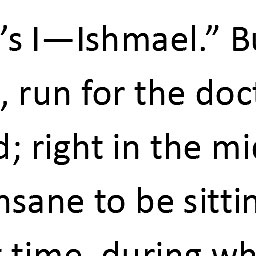 ’s I—Ishmael.” Bu
, run for the doct
d; right in the mi
nsane to be sittin
t time, during wh